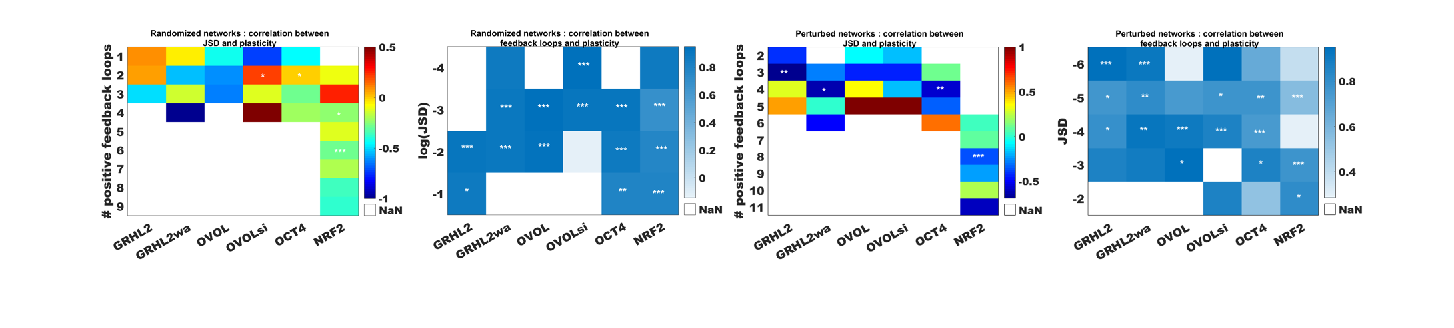 Randomized networks : correlation between
JSD and plasticity
# positive feedback loops
1
2
3
4
5
6
7
8
9
*
*
*
***
GRHL2
GRHL2wa
OVOL
OVOLsi
OCT4
NRF2
0.5
0
-0.5
-1
NaN
Randomized networks : correlation between
feedback loops and plasticity
log(JSD)
-4
-3
-2
-1
***
*** *** *** *** ***
*** *** *** *** ***
* ** ***
GRHL2
GRHL2wa
OVOL
OVOLsi
OCT4
NRF2
0.8
0.6
0.4
0.2
0
NaN
Perturbed networks : correlation between
JSD and plasticity
# positive feedback loops
2
3
4
5
6
7
8
9
10
11
**
* **
***
GRHL2
GRHL2wa
OVOL
OVOLsi
OCT4
NRF2
1
0.5
0
-0.5
NaN
Perturbed networks : correlation between
feedback loops and plasticity
JSD
-6
-5
-4
-3
-2
*** ***
* ** * ** ***
* ** *** *** ***
* * ***
*
GRHL2
GRHL2wa
OVOL
OVOLsi
OCT4
NRF2
0.8
0.6
0.4
NaN